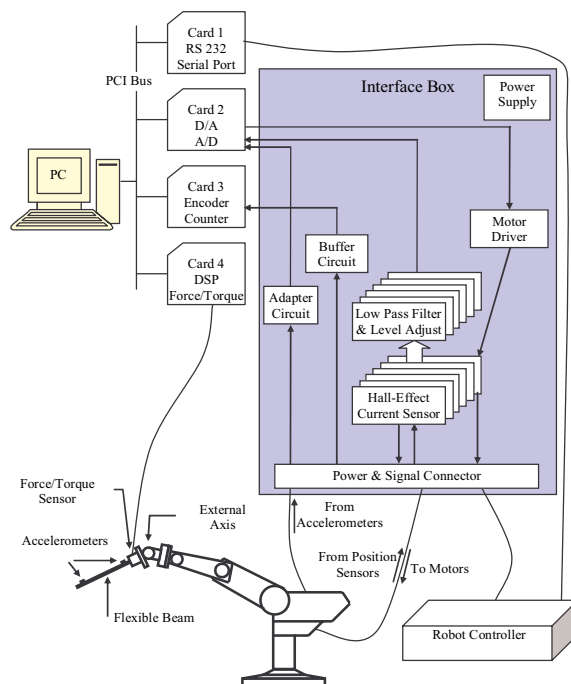 Card 1
RS 232
Serial Port
PCI Bus
Card 2
D/A
A/D
PC
Card 3
Encoder
Counter
Card 4
DSP
Force/Torque
Interface Box
Power
Supply
Motor
Driver
Buffer
Circuit
Adapter
Circuit
Low Pass Filter
& Level Adjust
Hall-Effect
Current Sensor
Power & Signal Connector
Force/Torque
Sensor
External
Axis
From
Accelerometers
Accelerometers
From Position
Sensors
To Motors
Flexible Beam
Robot Controller